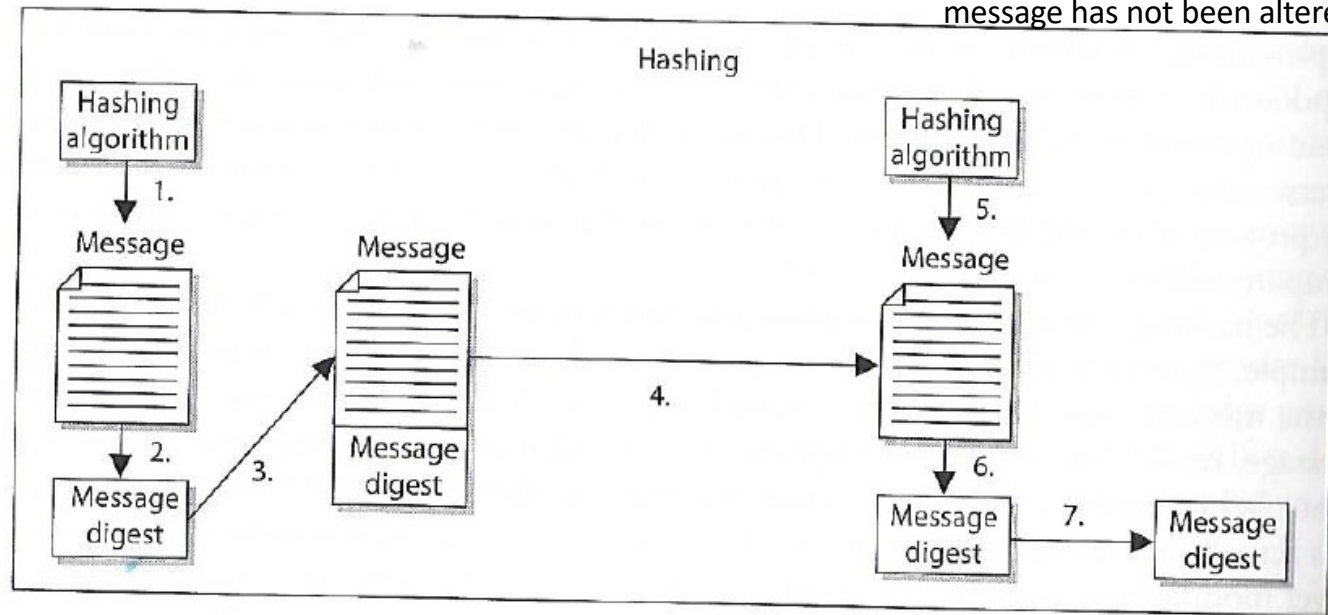 message has not been altere
Hashing
Hashing
algorithm
1.
Message
2.
Message
digest
3.
Message
Message
digest
4.
Hashing
algorithm
5.
Message
6.
Message
digest
7.
Message
digest